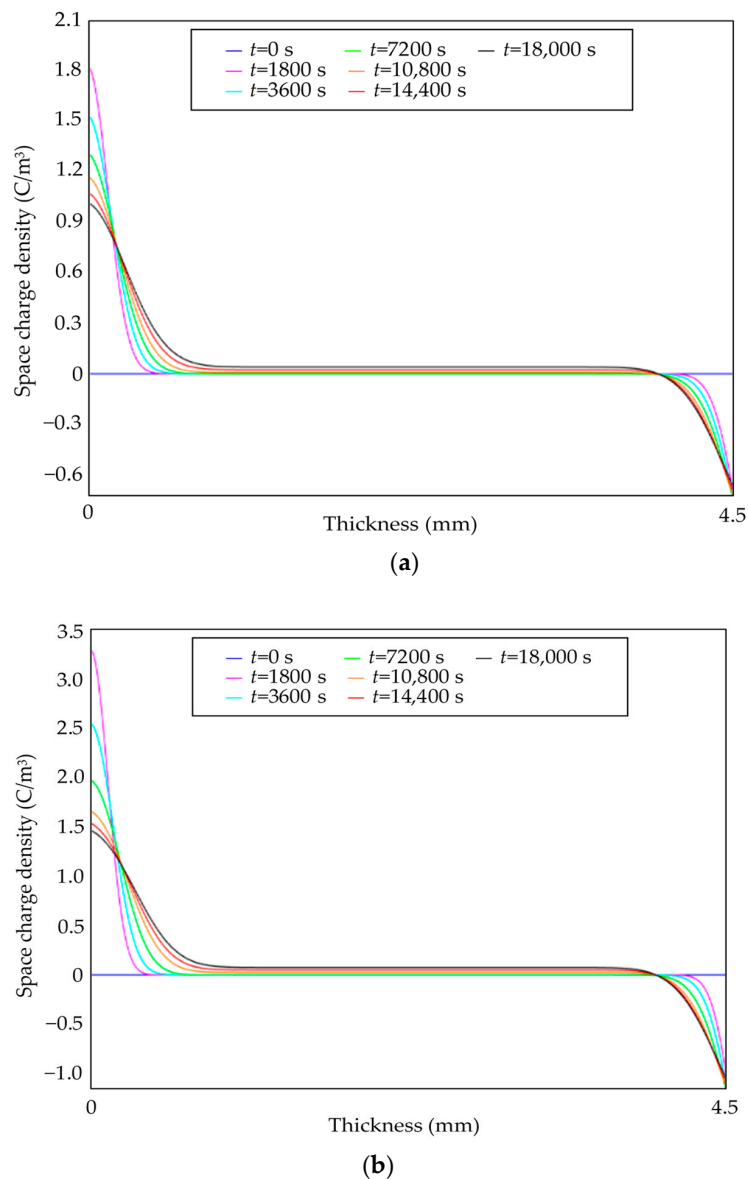 2.1
t=0 s t=7200 s t=18,000 s
t=1800 s t=10,800 s
t=3600 s t=14,400 s
1.8
1.5
1.2
0.9
0.6
0.3
0
−0.3
−0.6
Space charge density (C/m³)
0 4.5
Thickness (mm)
(a)
3.5
t=0 s t=7200 s t=18,000 s
t=1800 s t=10,800 s
t=3600 s t=14,400 s
3.0
2.5
2.0
1.5
1.0
0.5
0
−0.5
−1.0
Space charge density (C/m³)
0 4.5
Thickness (mm)
(b)